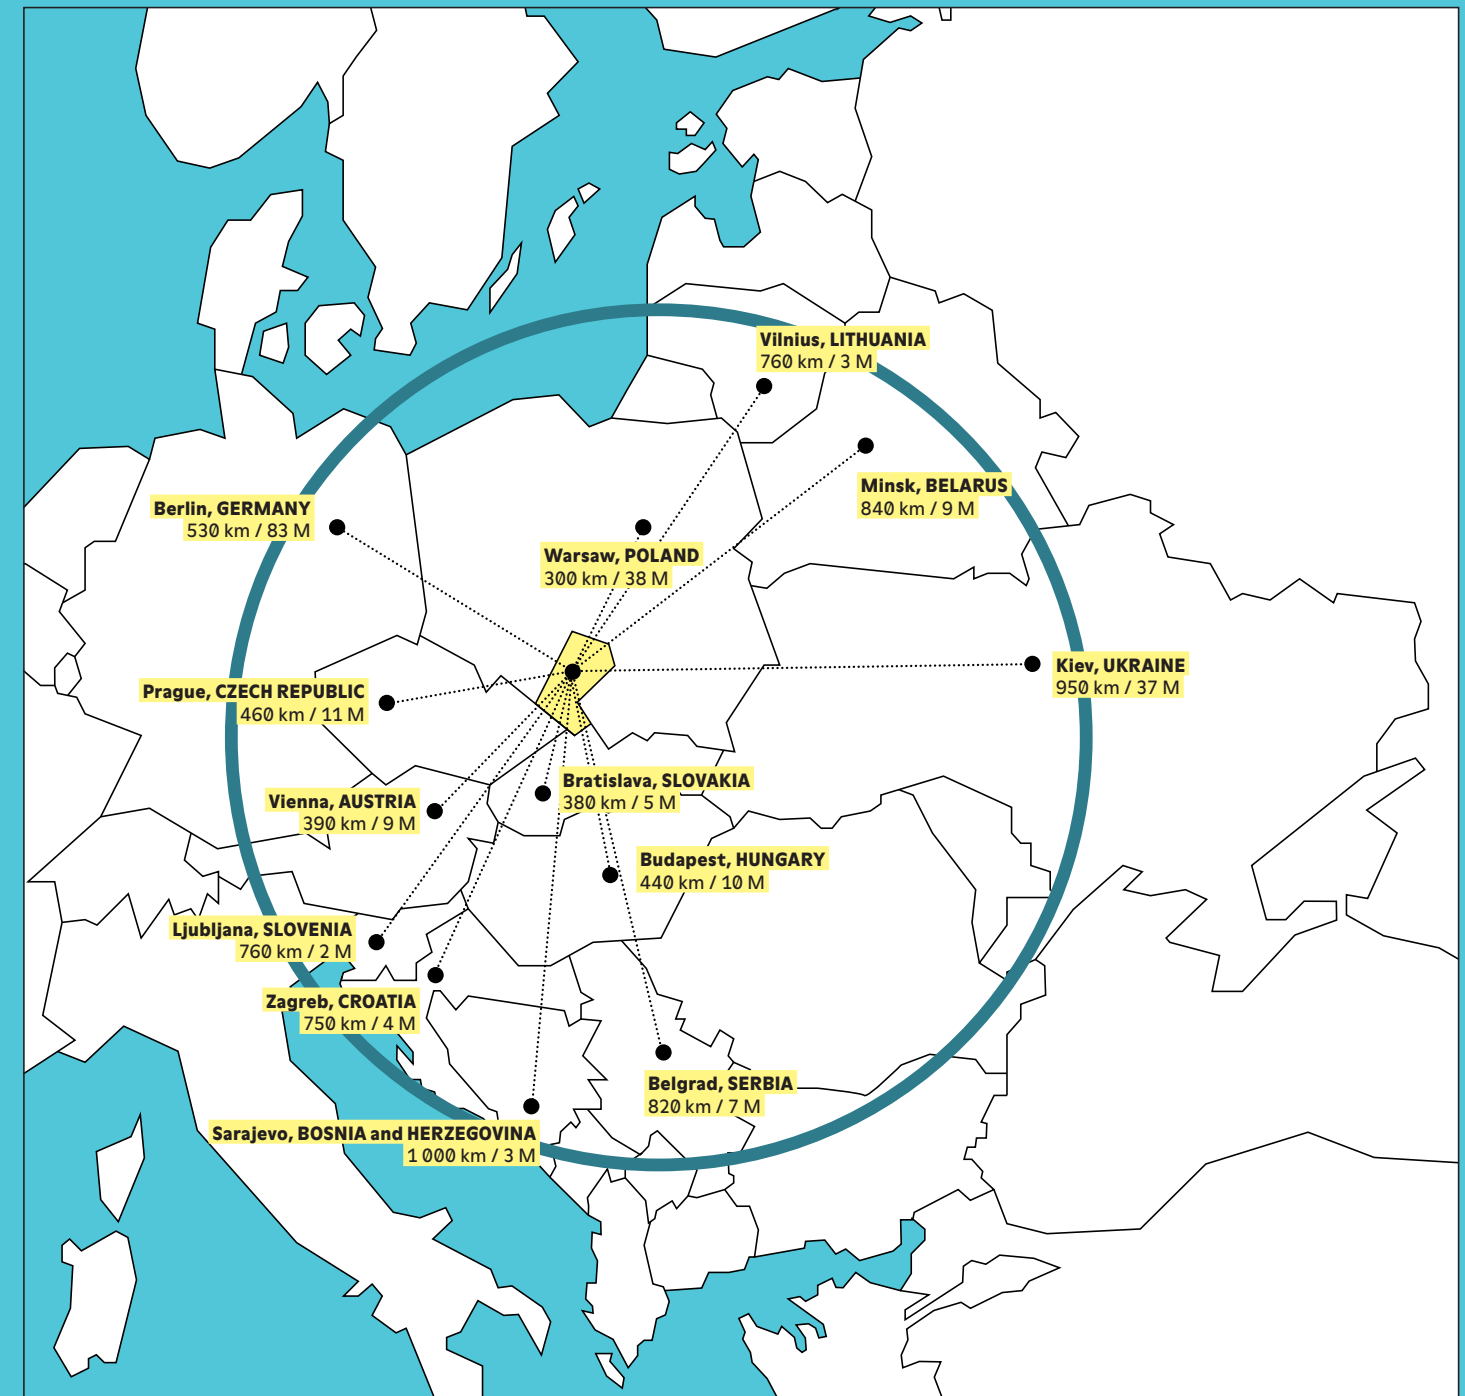 Vilnius, LITHUANIA
760 km / 3 M
Minsk, BELARUS
840 km / 9 M
Berlin, GERMANY
530 km / 83 M
Warsaw, POLAND
300 km / 38 M
Kiev, UKRAINE
950 km / 37 M
Prague, CZECH REPUBLIC
460 km / 11 M
Bratislava, SLOVAKIA
380 km / 5 M
Vienna, AUSTRIA
390 km / 9 M
Budapest, HUNGARY
440 km / 10 M
Ljubljana, SLOVENIA
760 km / 2 M
Zagreb, CROATIA
750 km / 4 M
Belgrad, SERBIA
820 km / 7 M
Sarajevo, BOSNIA and HERZEGOVINA
1 000 km / 3 M